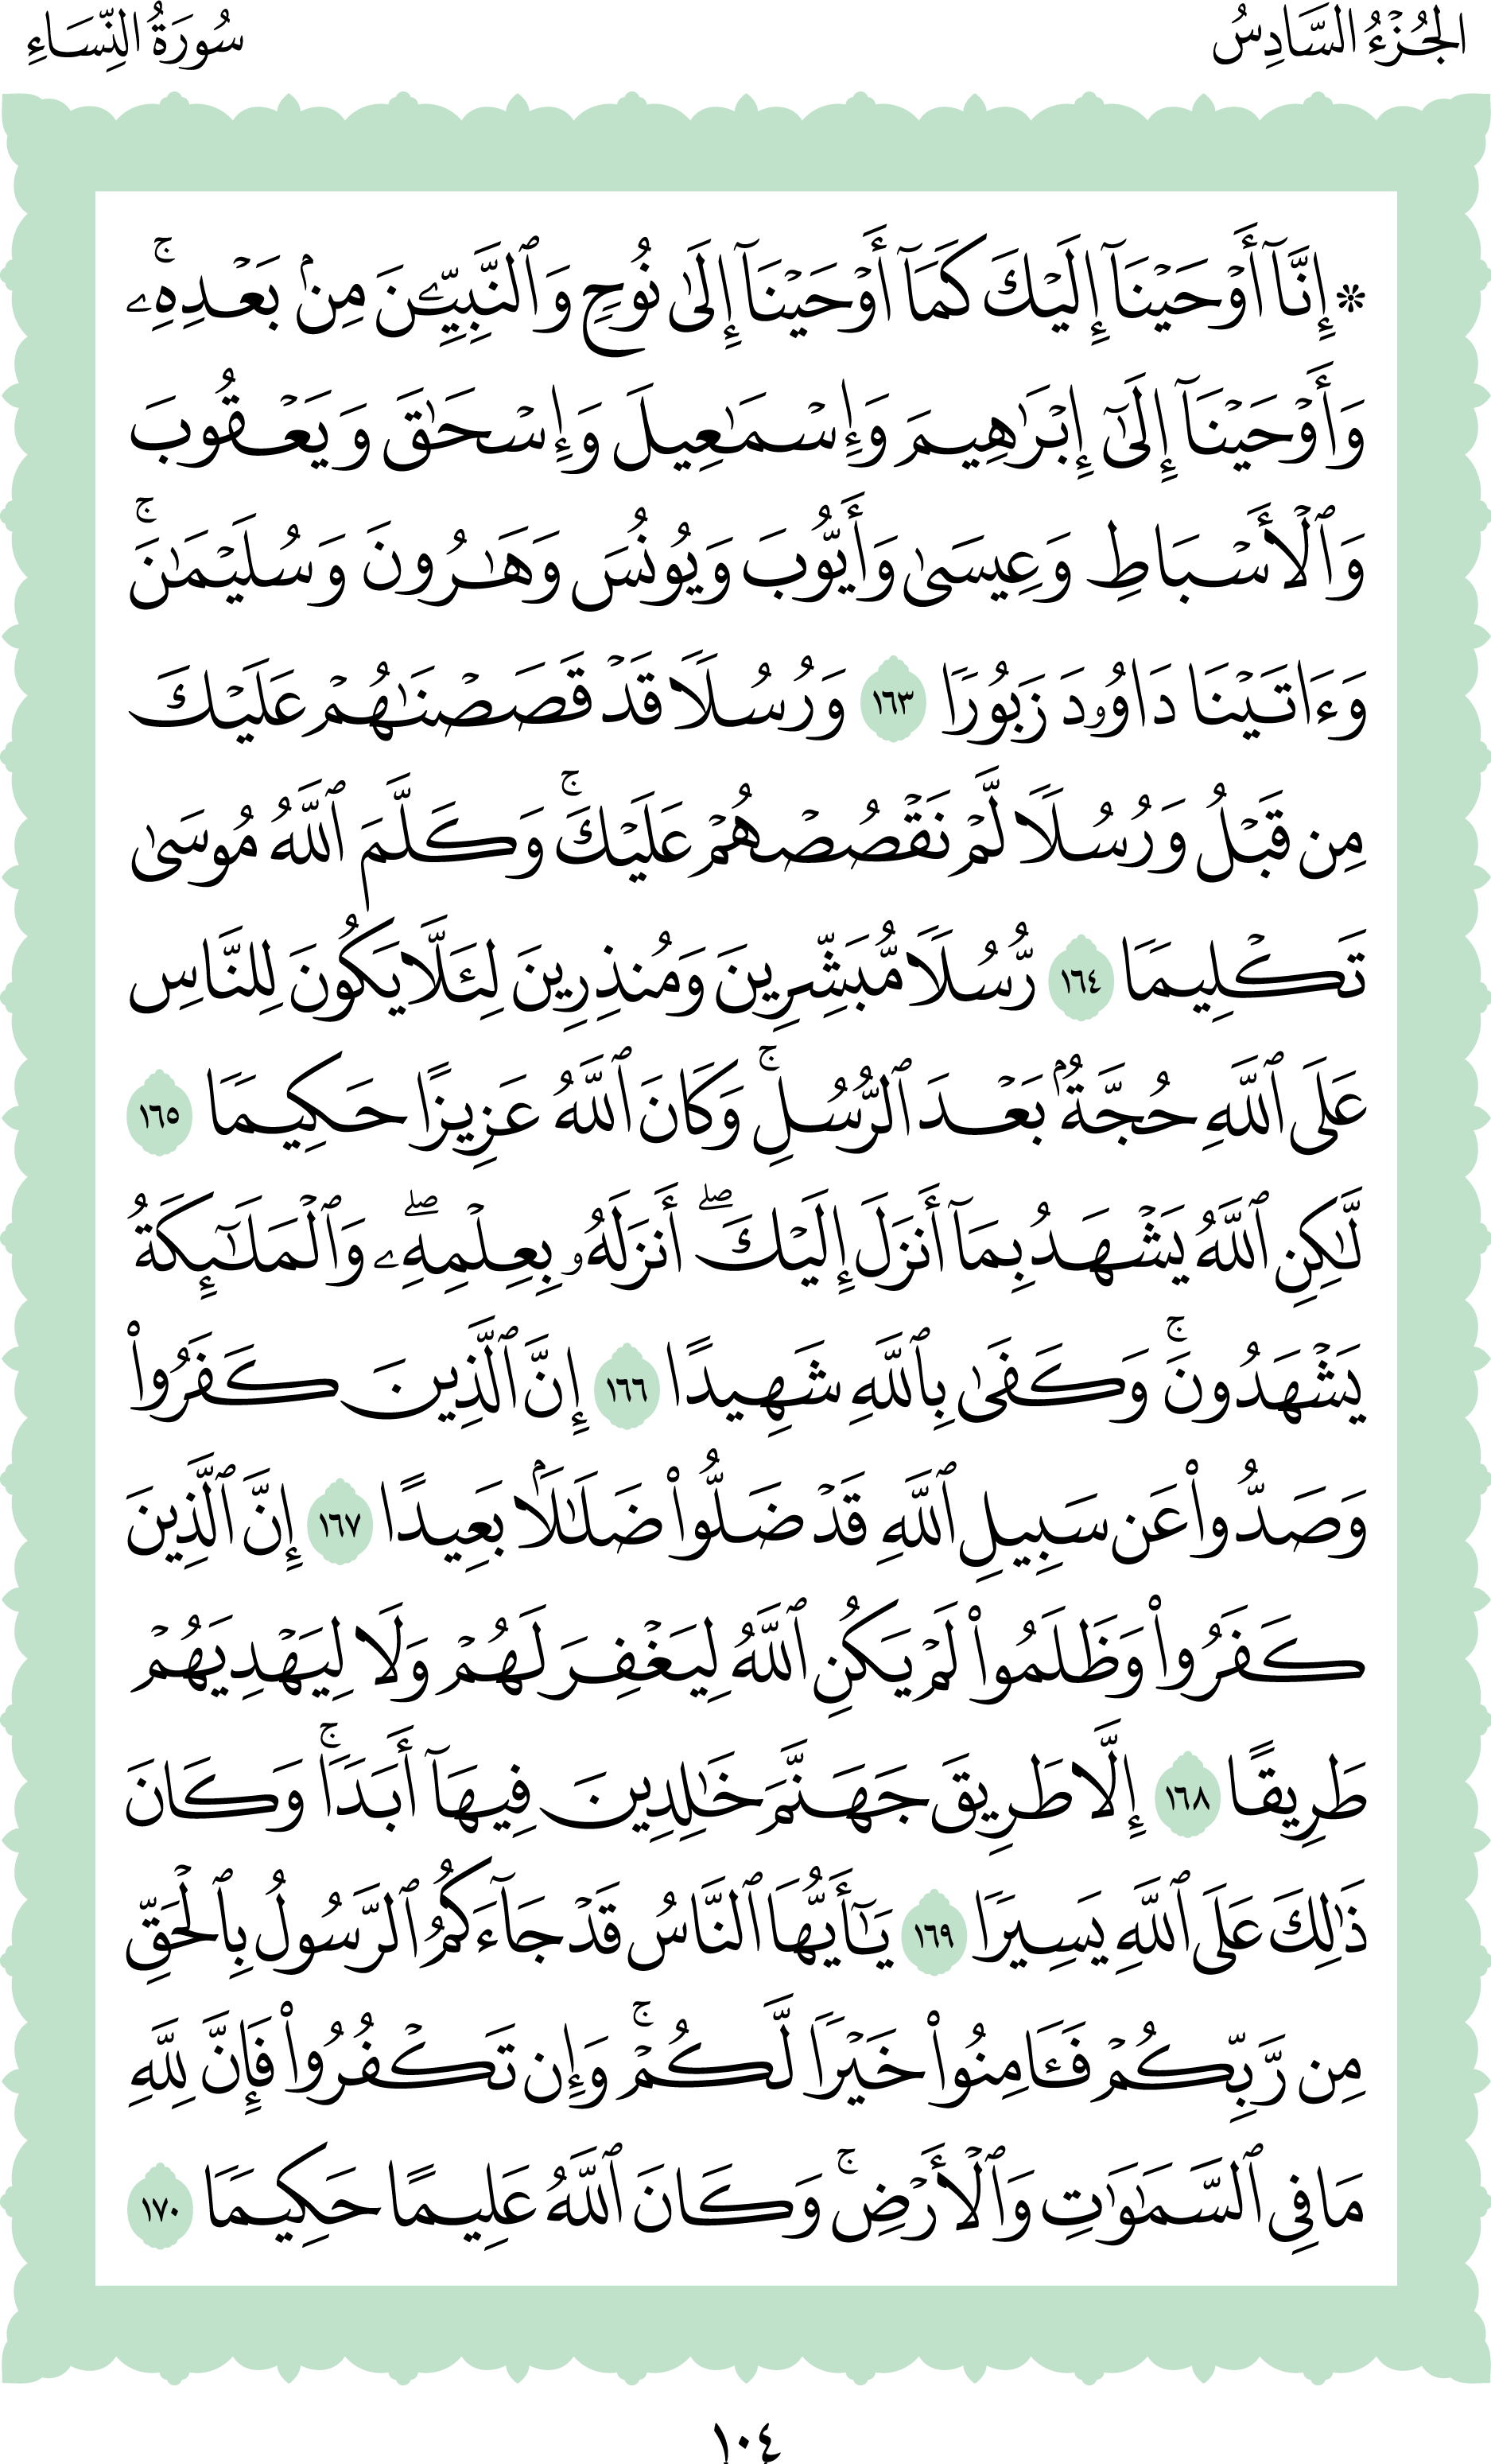 الجُزْءُ السَّادِسُ
سُورَةُ النِّسَاءِ
۞ إِنَّآ أَوۡحَيۡنَآ إِلَيۡكَ كَمَآ أَوۡحَيۡنَآ إِلَىٰ نُوحٖ وَٱلنَّبِيِّـۧنَ مِنۢ بَعۡدِهِۦۚ
وَأَوۡحَيۡنَآ إِلَىٰٓ إِبۡرَٰهِيمَ وَإِسۡمَٰعِيلَ وَإِسۡحَٰقَ وَيَعۡقُوبَ
وَٱلۡأَسۡبَاطِ وَعِيسَىٰ وَأَيُّوبَ وَيُونُسَ وَهَٰرُونَ وَسُلَيۡمَٰنَۚ
وَءَاتَيۡنَا دَاوُۥدَ زَبُورٗا ١٦٣ وَرُسُلٗا قَدۡ قَصَصۡنَٰهُمۡ عَلَيۡكَ
مِن قَبۡلُ وَرُسُلٗا لَّمۡ نَقۡصُصۡهُمۡ عَلَيۡكَۚ وَكَلَّمَ ٱللَّهُ مُوسَىٰ
تَكۡلِيمٗا ١٦٤ رُّسُلٗا مُّبَشِّرِينَ وَمُنذِرِينَ لِئَلَّا يَكُونَ لِلنَّاسِ
عَلَى ٱللَّهِ حُجَّةُۢ بَعۡدَ ٱلرُّسُلِۚ وَكَانَ ٱللَّهُ عَزِيزًا حَكِيمٗا ١٦٥
لَّٰكِنِ ٱللَّهُ يَشۡهَدُ بِمَآ أَنزَلَ إِلَيۡكَۖ أَنزَلَهُۥ بِعِلۡمِهِۦۖ وَٱلۡمَلَٰٓئِكَةُ
يَشۡهَدُونَۚ وَكَفَىٰ بِٱللَّهِ شَهِيدًا ١٦٦ إِنَّ ٱلَّذِينَ كَفَرُواْ
وَصَدُّواْ عَن سَبِيلِ ٱللَّهِ قَدۡ ضَلُّواْ ضَلَٰلَۢا بَعِيدًا ١٦٧ إِنَّ ٱلَّذِينَ
كَفَرُواْ وَظَلَمُواْ لَمۡ يَكُنِ ٱللَّهُ لِيَغۡفِرَ لَهُمۡ وَلَا لِيَهۡدِيَهُمۡ
طَرِيقًا ١٦٨ إِلَّا طَرِيقَ جَهَنَّمَ خَٰلِدِينَ فِيهَآ أَبَدٗاۚ وَكَانَ
ذَٰلِكَ عَلَى ٱللَّهِ يَسِيرٗا ١٦٩ يَٰٓأَيُّهَا ٱلنَّاسُ قَدۡ جَآءَكُمُ ٱلرَّسُولُ بِٱلۡحَقِّ
مِن رَّبِّكُمۡ فَـَٔامِنُواْ خَيۡرٗا لَّكُمۡۚ وَإِن تَكۡفُرُواْ فَإِنَّ لِلَّهِ
مَا فِي ٱلسَّمَٰوَٰتِ وَٱلۡأَرۡضِۚ وَكَانَ ٱللَّهُ عَلِيمًا حَكِيمٗا ١٧٠
١٠٤